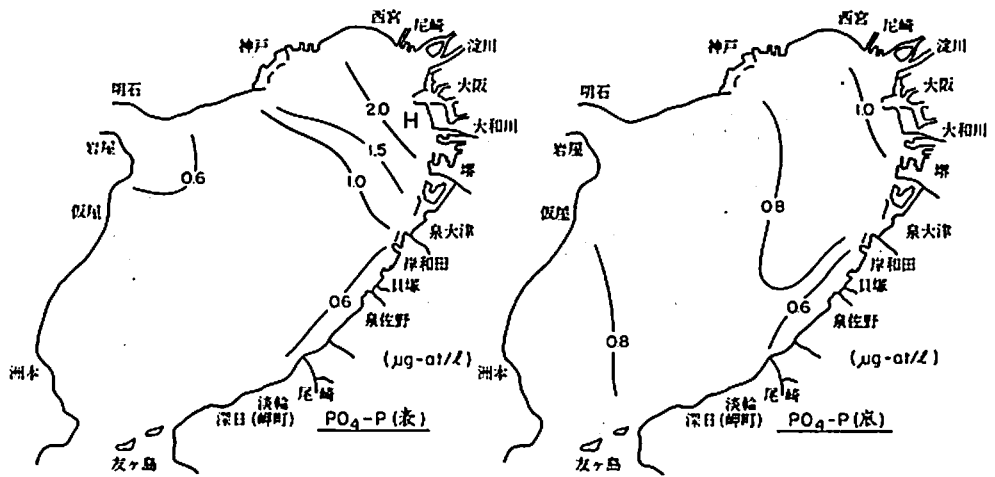 西宮
尾崎
淀川
神戸
大阪
明石
2.0
H
大和川
岩屋
1.5
堺
0.6
1.0
仮屋
泉大津
岸和田
0.6
貝塚
泉佐野
(μg-at/ℓ)
洲本
尾崎
淡輪
深日(岬町)
PO4-P(表)
友ヶ島
西宮
尾崎
淀川
神戸
大阪
明石
1.0
大和川
岩屋
堺
仮屋
0.8
泉大津
岸和田
貝塚
0.6
泉佐野
0.8
(μg-at/ℓ)
洲本
尾崎
淡輪
深日(岬町)
PO4-P(底)
友ヶ島